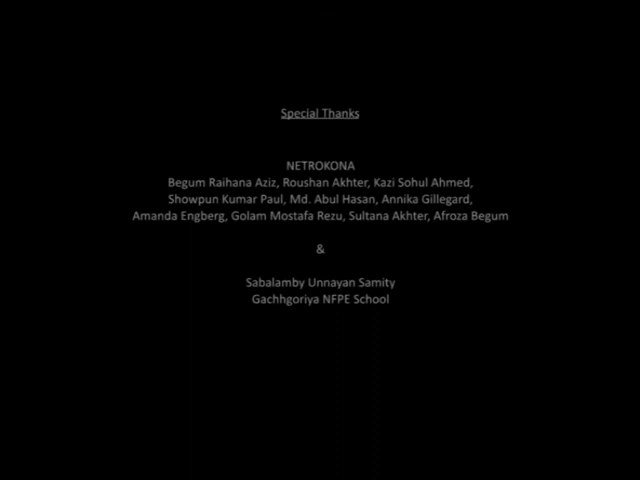 Special Thanks
NETROKONA
Begum Raihana Aziz, Roushan Akhter, Kazi Sohul Ahmed,
Showpun Kumar Paul, Md. Abul Hasan, Annika Gillegard,
Amanda Engberg, Golam Mostafa Rezu, Sultana Akhter, Afroza Begum
&
Sabalamby Unnayan Samity
Gachhgoriya NFPE School